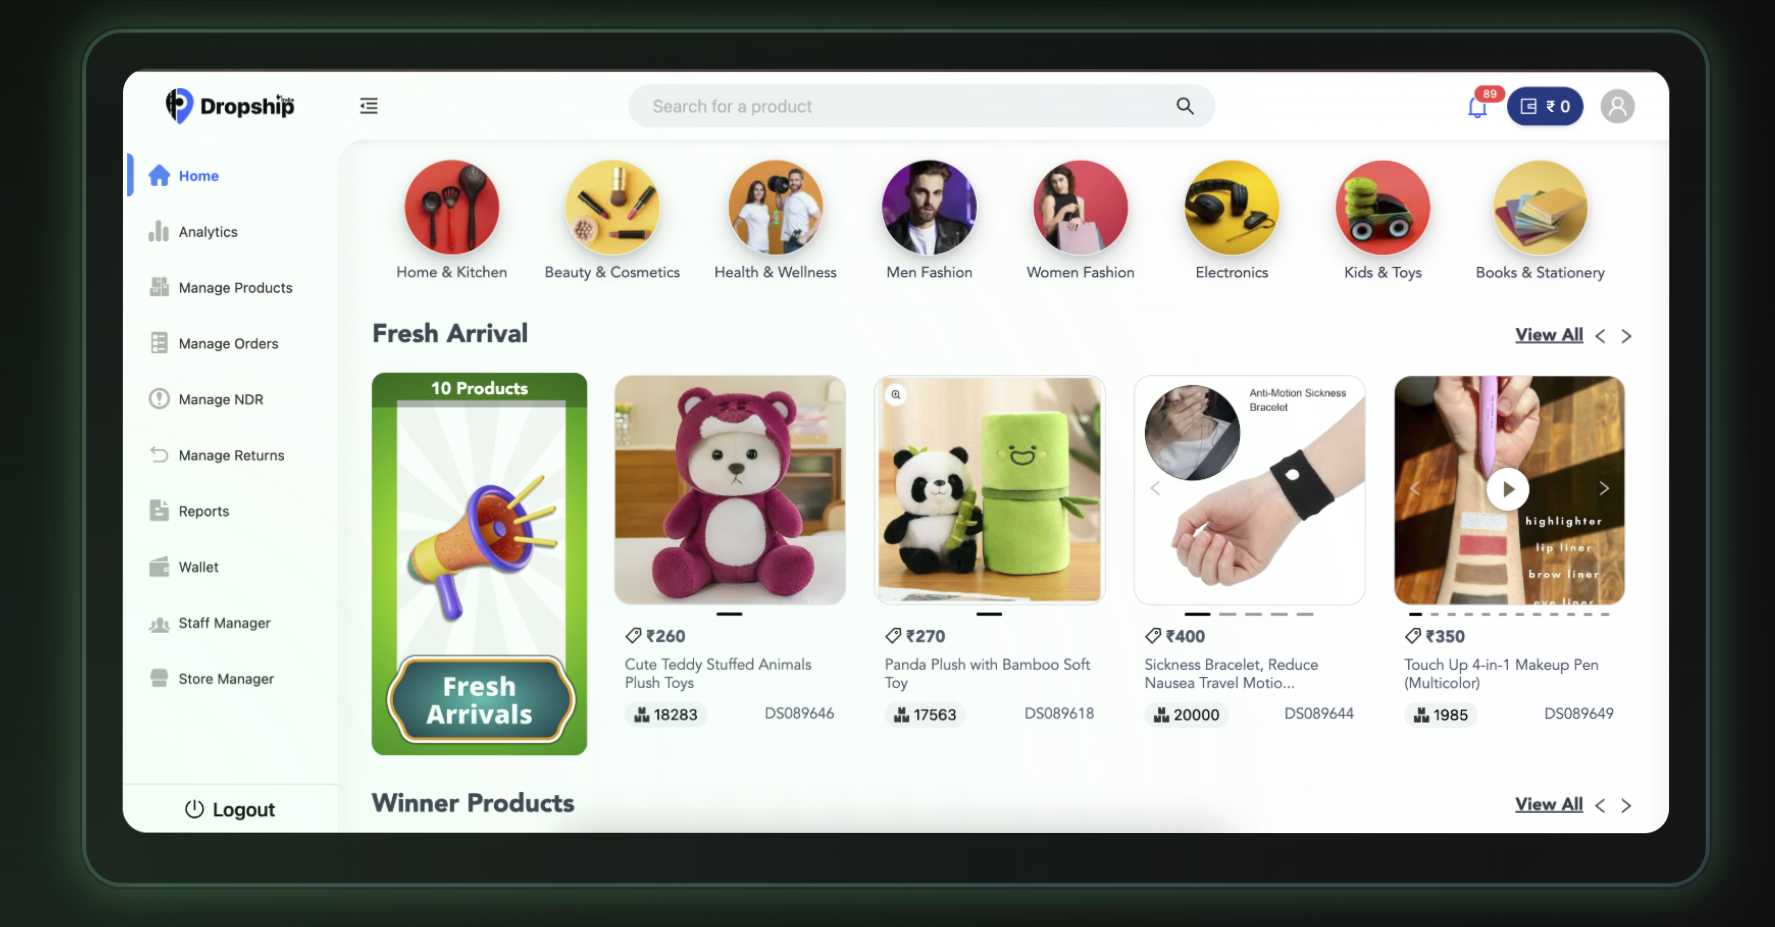 Dropship
India
Search for a product
89
₹ 0
Home
Analytics
Manage Products
Manage Orders
Manage NDR
Manage Returns
Reports
Wallet
Staff Manager
Store Manager
Logout
Home & Kitchen
Beauty & Cosmetics
Health & Wellness
Men Fashion
Women Fashion
Electronics
Kids & Toys
Books & Stationery
Fresh Arrival
View All
10 Products
Fresh
Arrivals
₹260
Cute Teddy Stuffed Animals
Plush Toys
18283
DS089646
₹270
Panda Plush with Bamboo Soft
Toy
17563
DS089618
Anti-Motion Sickness
Bracelet
₹400
Sickness Bracelet, Reduce
Nausea Travel Motio...
20000
DS089644
highlighter
lip liner
brow liner
eye liner
₹350
Touch Up 4-in-1 Makeup Pen
(Multicolor)
1985
DS089649
Winner Products
View All